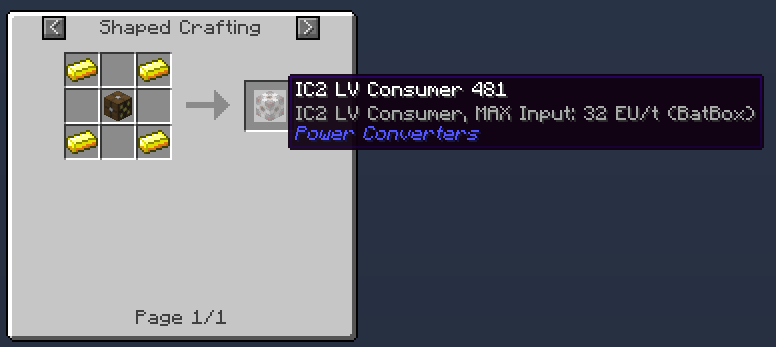 Shaped Crafting
IC2 LV Consumer 481
IC2 LV Consumer, MAX Input: 32 EU/t (BatBox)
Power Converters
Page 1/1